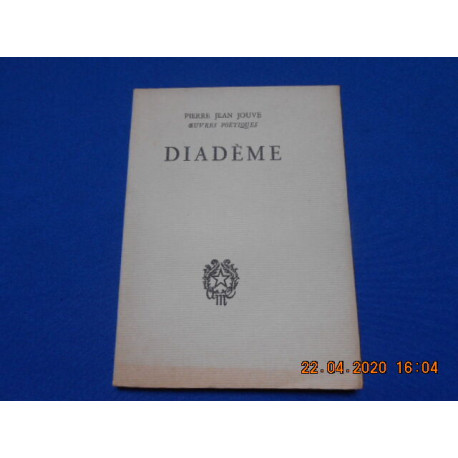 PIERRE JEAN JOUVE
ŒUVRES POÉTIQUES
DIADÈME
22.04.2020 16:04